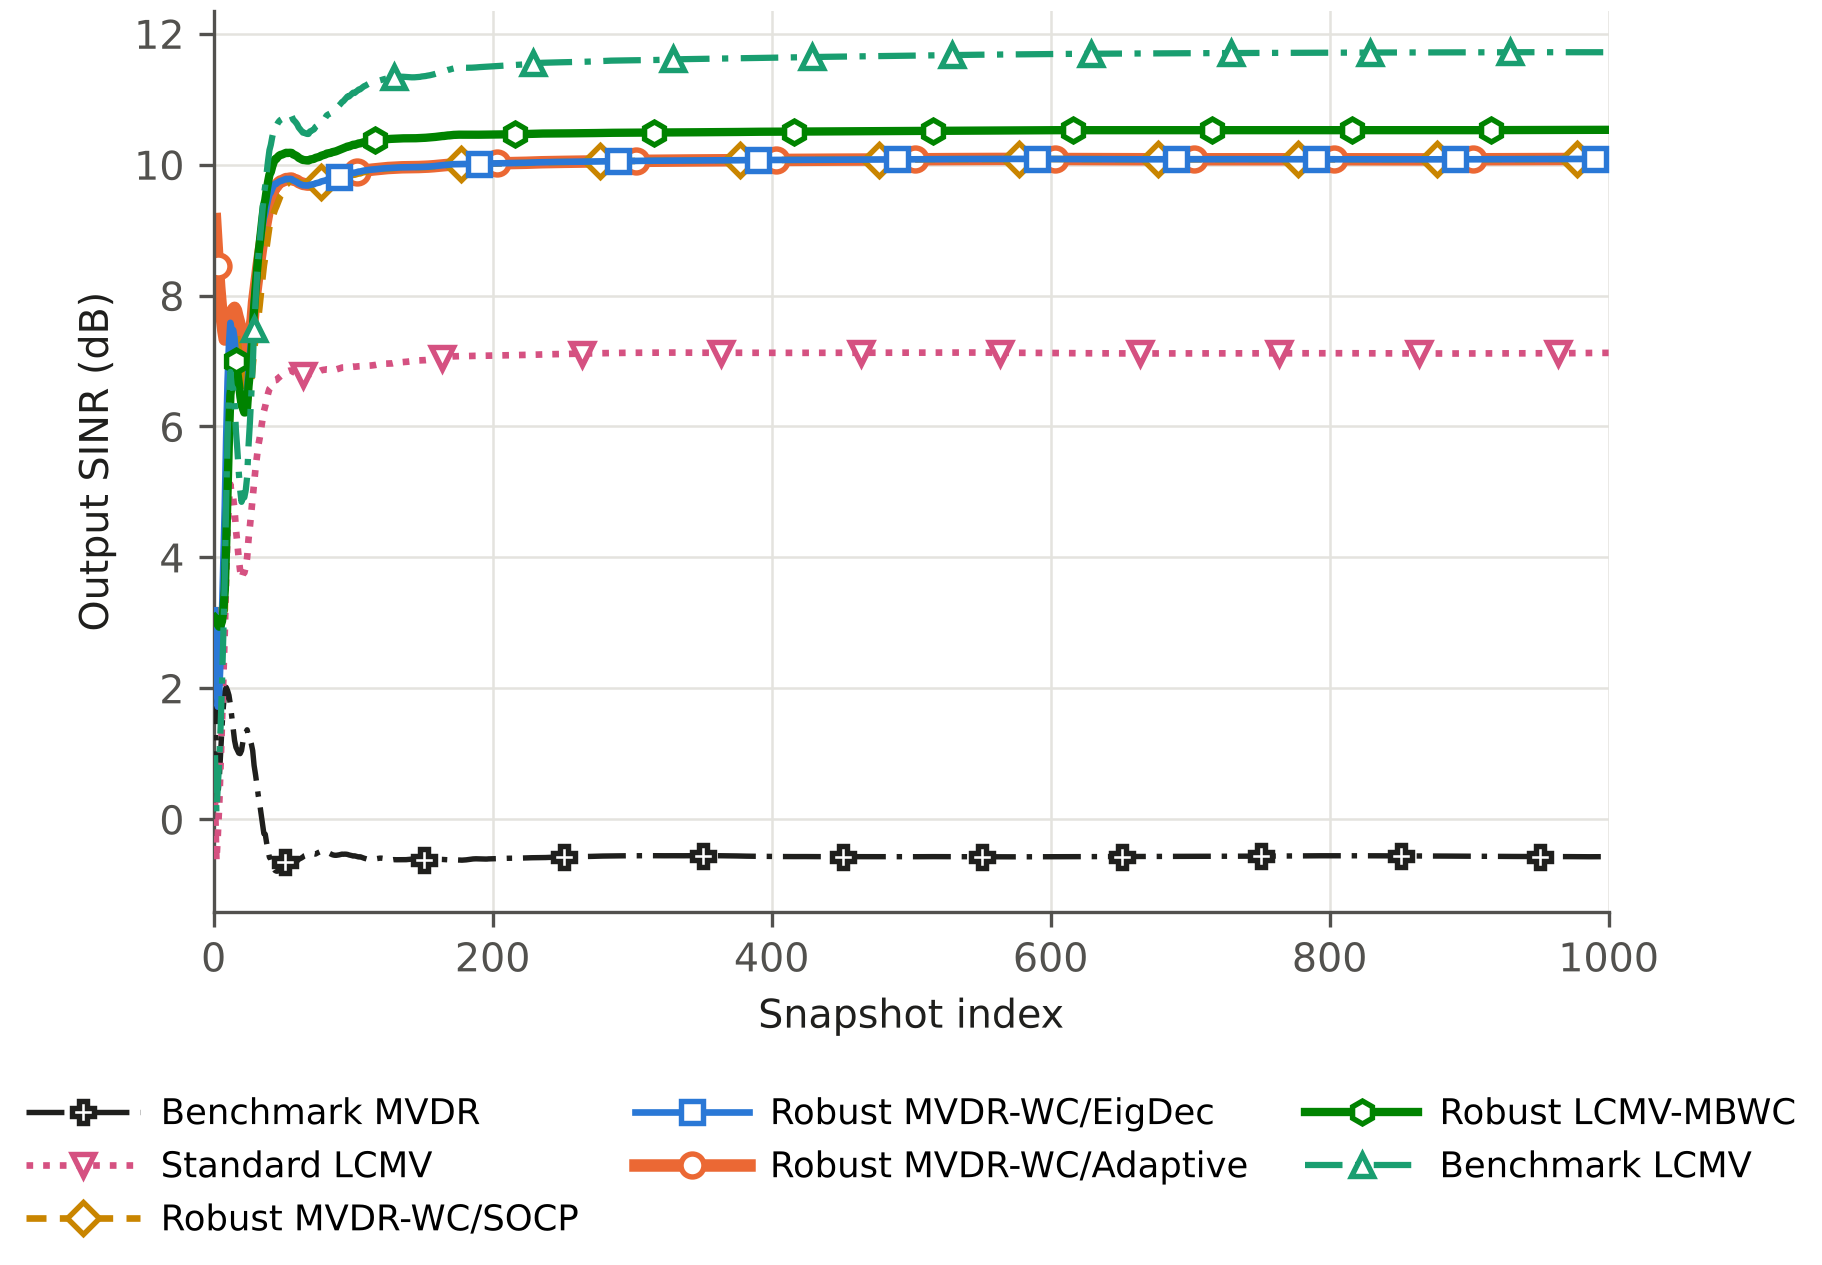 12
10
8
6
4
2
0
Output SINR (dB)
0 200 400 600 800 1000
Snapshot index
Benchmark MVDR
Standard LCMV
Robust MVDR-WC/SOCP
Robust MVDR-WC/EigDec
Robust MVDR-WC/Adaptive
Robust LCMV-MBWC
Benchmark LCMV